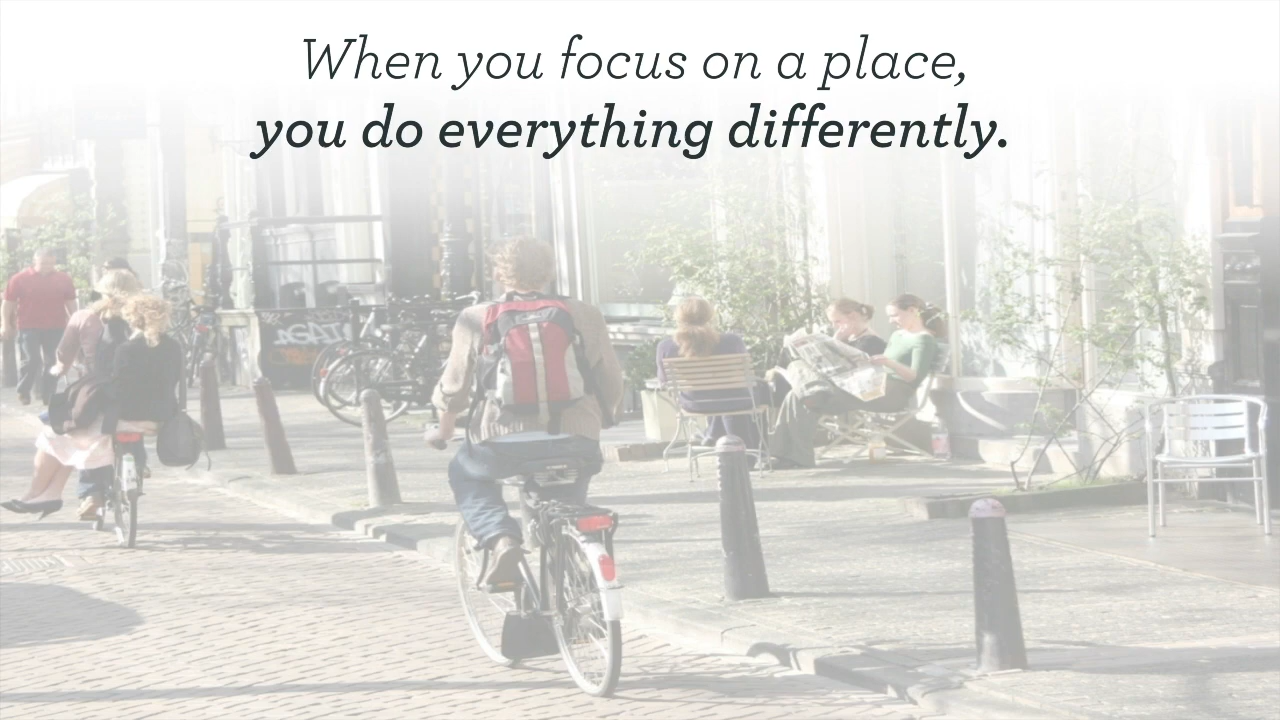 When you focus on a place,
you do everything differently.